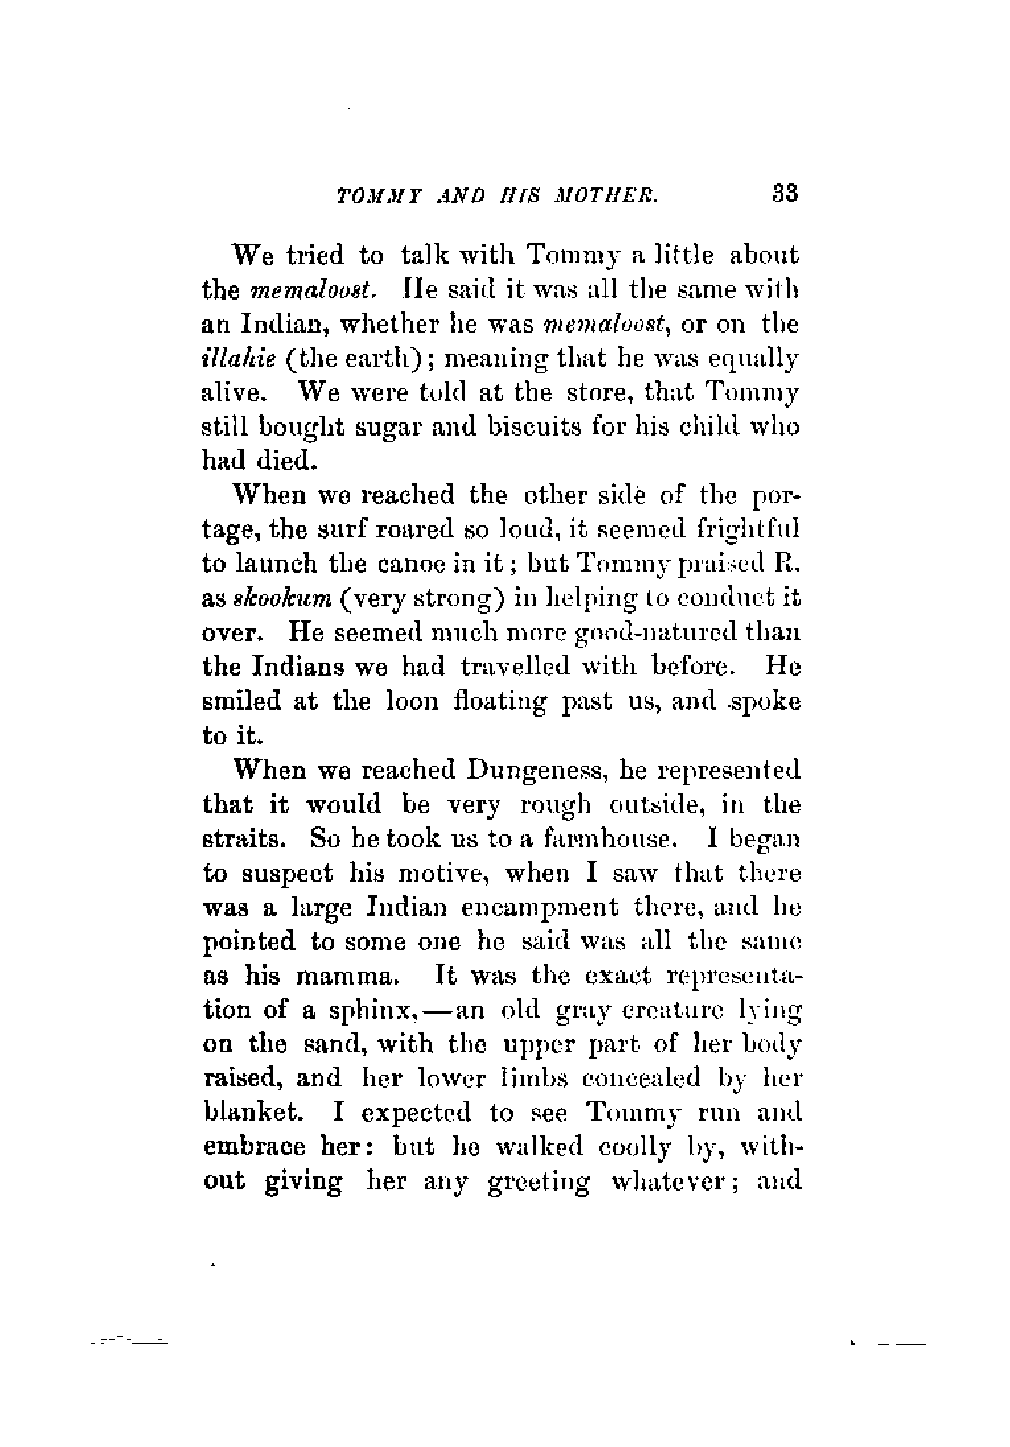 TOMMY AND HIS MOTHER. 33
We tried to talk with Tommy a little about
the memaloost. He said it was all the same with
an Indian, whether he was memaloost, or on the
illahie (the earth); meaning that he was equally
alive. We were told at the store, that Tommy
still bought sugar and biscuits for his child who
had died.
When we reached the other side of the por-
tage, the surf roared so loud, it seemed frightful
to launch the canoe in it; but Tommy praised R.
as skookum (very strong) in helping to conduct it
over. He seemed much more good-natured than
the Indians we had travelled with before. He
smiled at the loon floating past us, and spoke
to it.
When we reached Dungeness, he represented
that it would be very rough outside, in the
straits. So he took us to a farmhouse. I began
to suspect his motive, when I saw that there
was a large Indian encampment there, and he
pointed to some one he said was all the same
as his mamma. It was the exact representa-
tion of a sphinx,—an old gray creature lying
on the sand, with the upper part of her body
raised, and her lower limbs concealed by her
blanket. I expected to see Tommy run and
embrace her: but he walked coolly by, with-
out giving her any greeting whatever; and